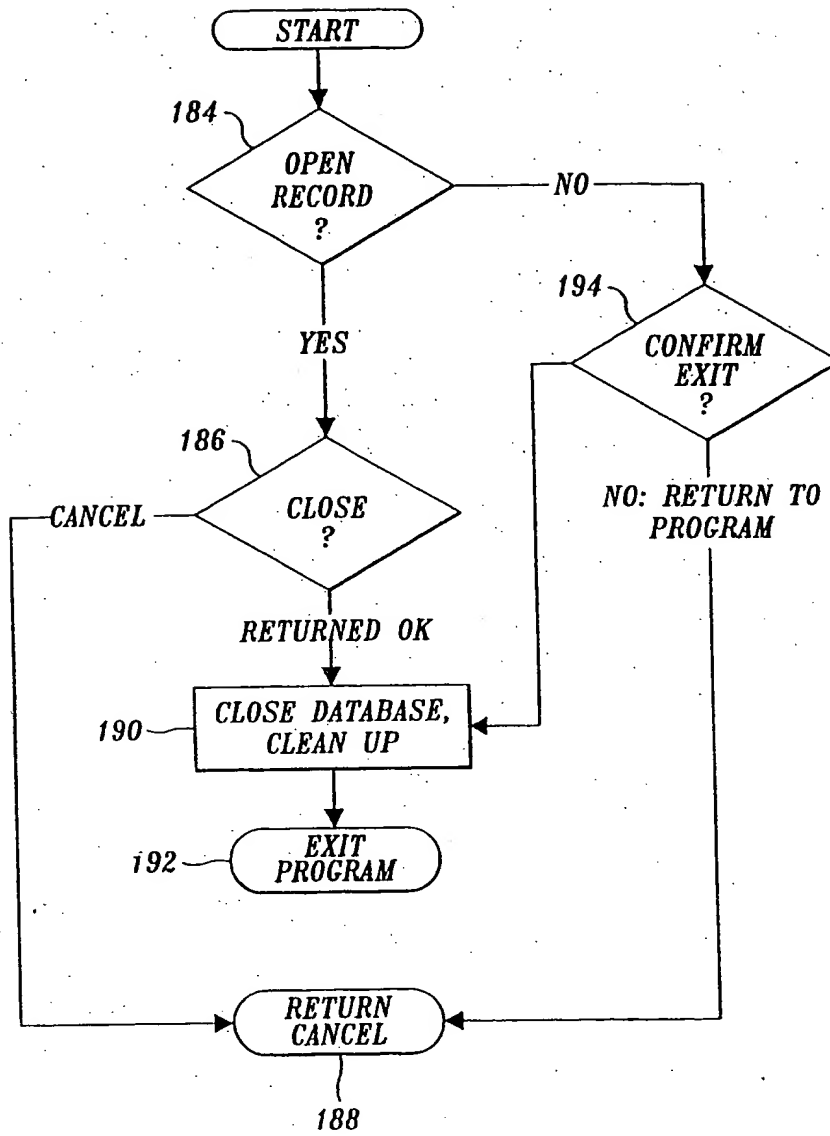 START
184
OPEN
RECORD
?
NO
194
CONFIRM
EXIT
?
YES
186
CANCEL
CLOSE
?
NO: RETURN TO
PROGRAM
RETURNED OK
190
CLOSE DATABASE,
CLEAN UP
192
EXIT
PROGRAM
RETURN
CANCEL
188